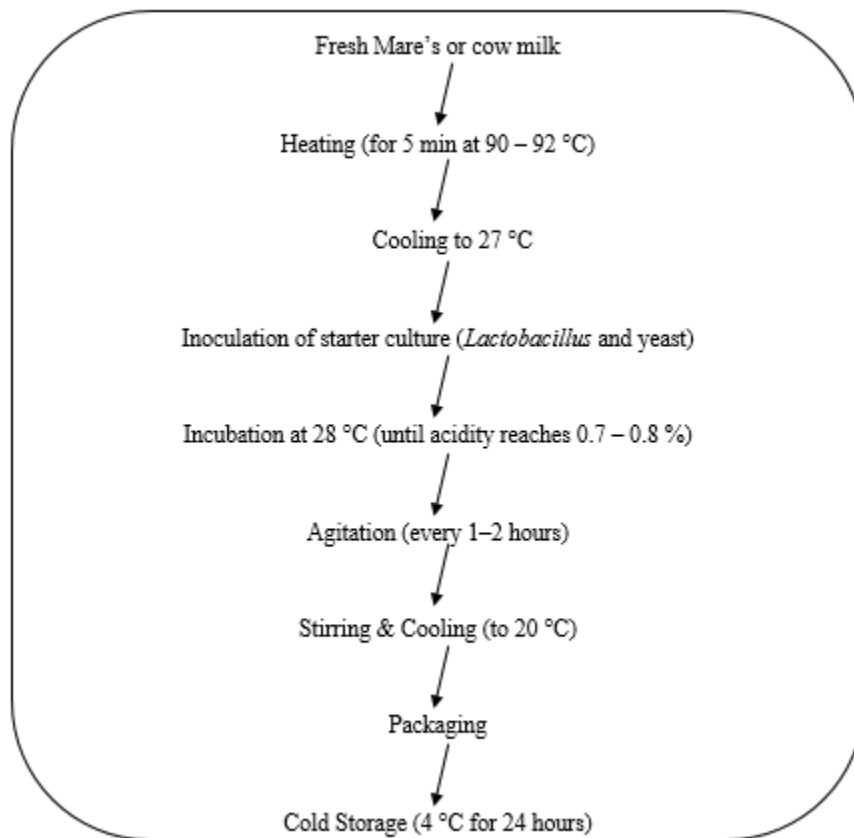 Fresh Mare’s or cow milk
Heating (for 5 min at 90 – 92 °C)
Cooling to 27 °C
Inoculation of starter culture (Lactobacillus and yeast)
Incubation at 28 °C (until acidity reaches 0.7 – 0.8 %)
Agitation (every 1–2 hours)
Stirring & Cooling (to 20 °C)
Packaging
Cold Storage (4 °C for 24 hours)